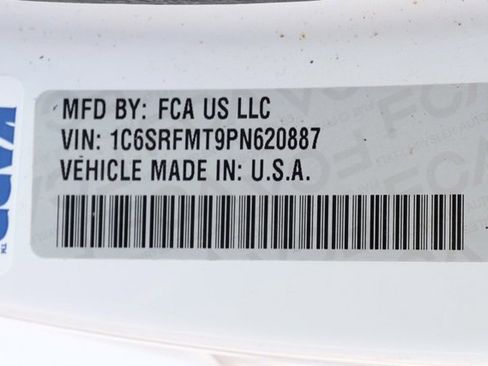 MFD BY: FCA US LLC
VIN: 1C6SRFMT9PN620887
VEHICLE MADE IN: U.S.A.